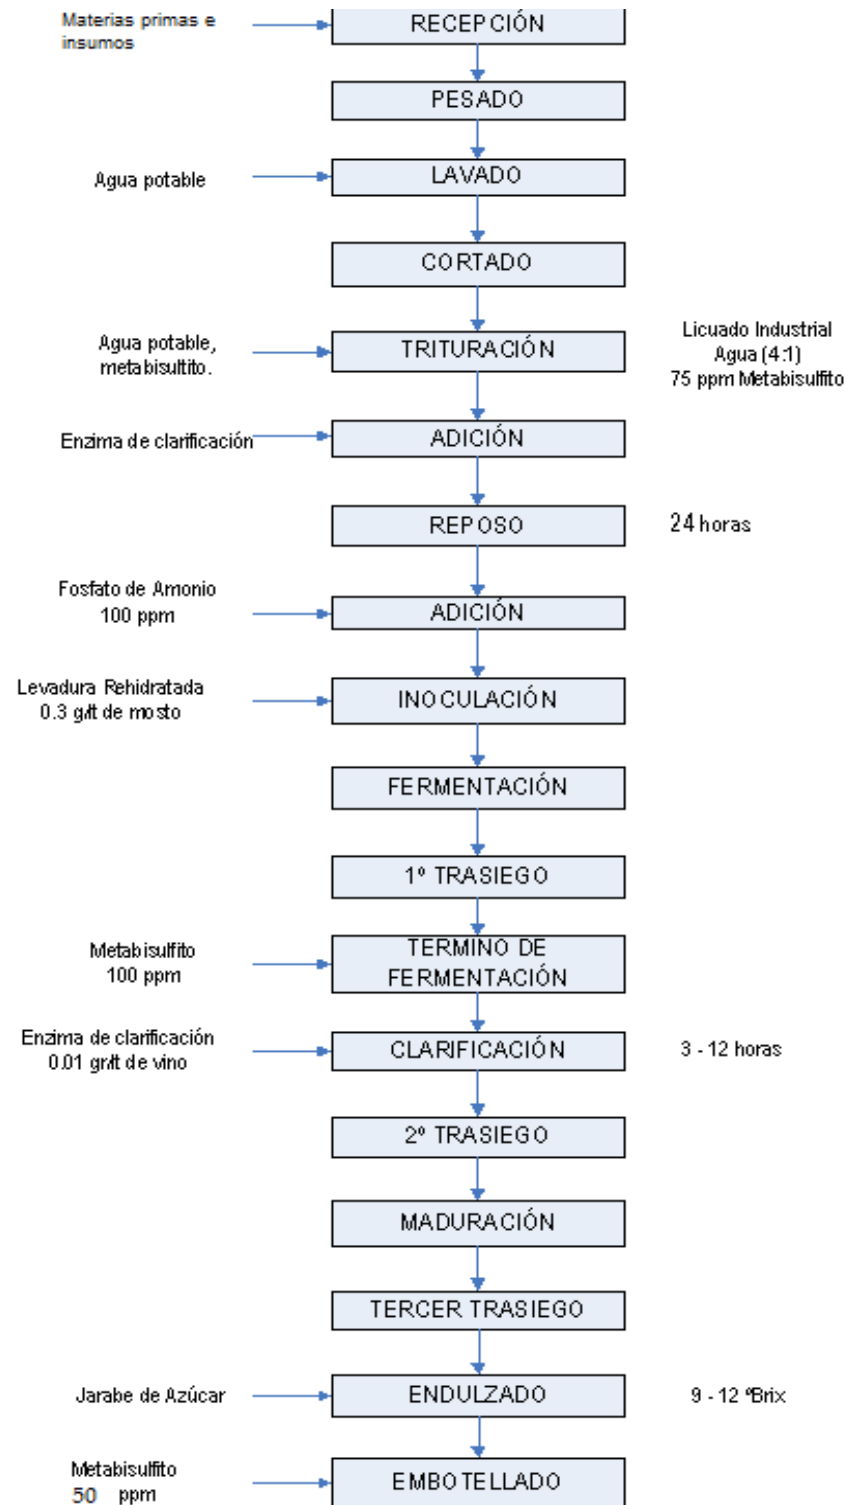 Materias primas e
insumos
RECEPCIÓN
PESADO
Agua potable
LAVADO
CORTADO
Agua potable,
metabisultito.
TRITURACIÓN
Licuado Industrial
Agua (4:1)
75 ppm Metabisulfito
Enzima de clarificación
ADICIÓN
REPOSO
24 horas
Fosfato de Amonio
100 ppm
ADICIÓN
Levadura Rehidratada
0.3 g/lt de mosto
INOCULACIÓN
FERMENTACIÓN
1º TRASIEGO
Metabisulfito
100 ppm
TERMINO DE
FERMENTACIÓN
Enzima de clarificación
0.01 gr/lt de vino
CLARIFICACIÓN
3 - 12 horas
2º TRASIEGO
MADURACIÓN
TERCER TRASIEGO
Jarabe de Azúcar
ENDULZADO
9 - 12 ºBrix
Metabisulfito
50 ppm
EMBOTELLADO